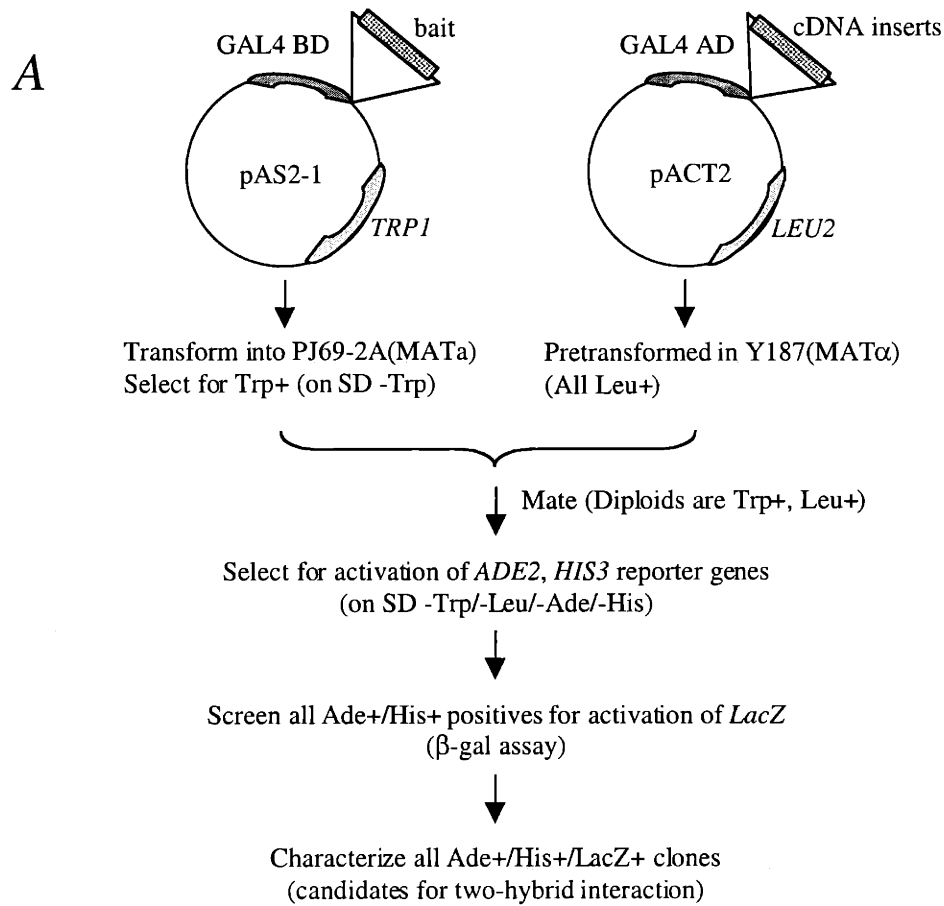 A
GAL4 BD
bait
pAS2-1
TRP1
GAL4 AD
cDNA inserts
pACT2
LEU2
Transform into PJ69-2A(MATa)
Select for Trp+ (on SD -Trp)
Pretransformed in Y187(MATα)
(All Leu+)
Mate (Diploids are Trp+, Leu+)
Select for activation of ADE2, HIS3 reporter genes
(on SD -Trp/-Leu/-Ade/-His)
Screen all Ade+/His+ positives for activation of LacZ
(β-gal assay)
Characterize all Ade+/His+/LacZ+ clones
(candidates for two-hybrid interaction)